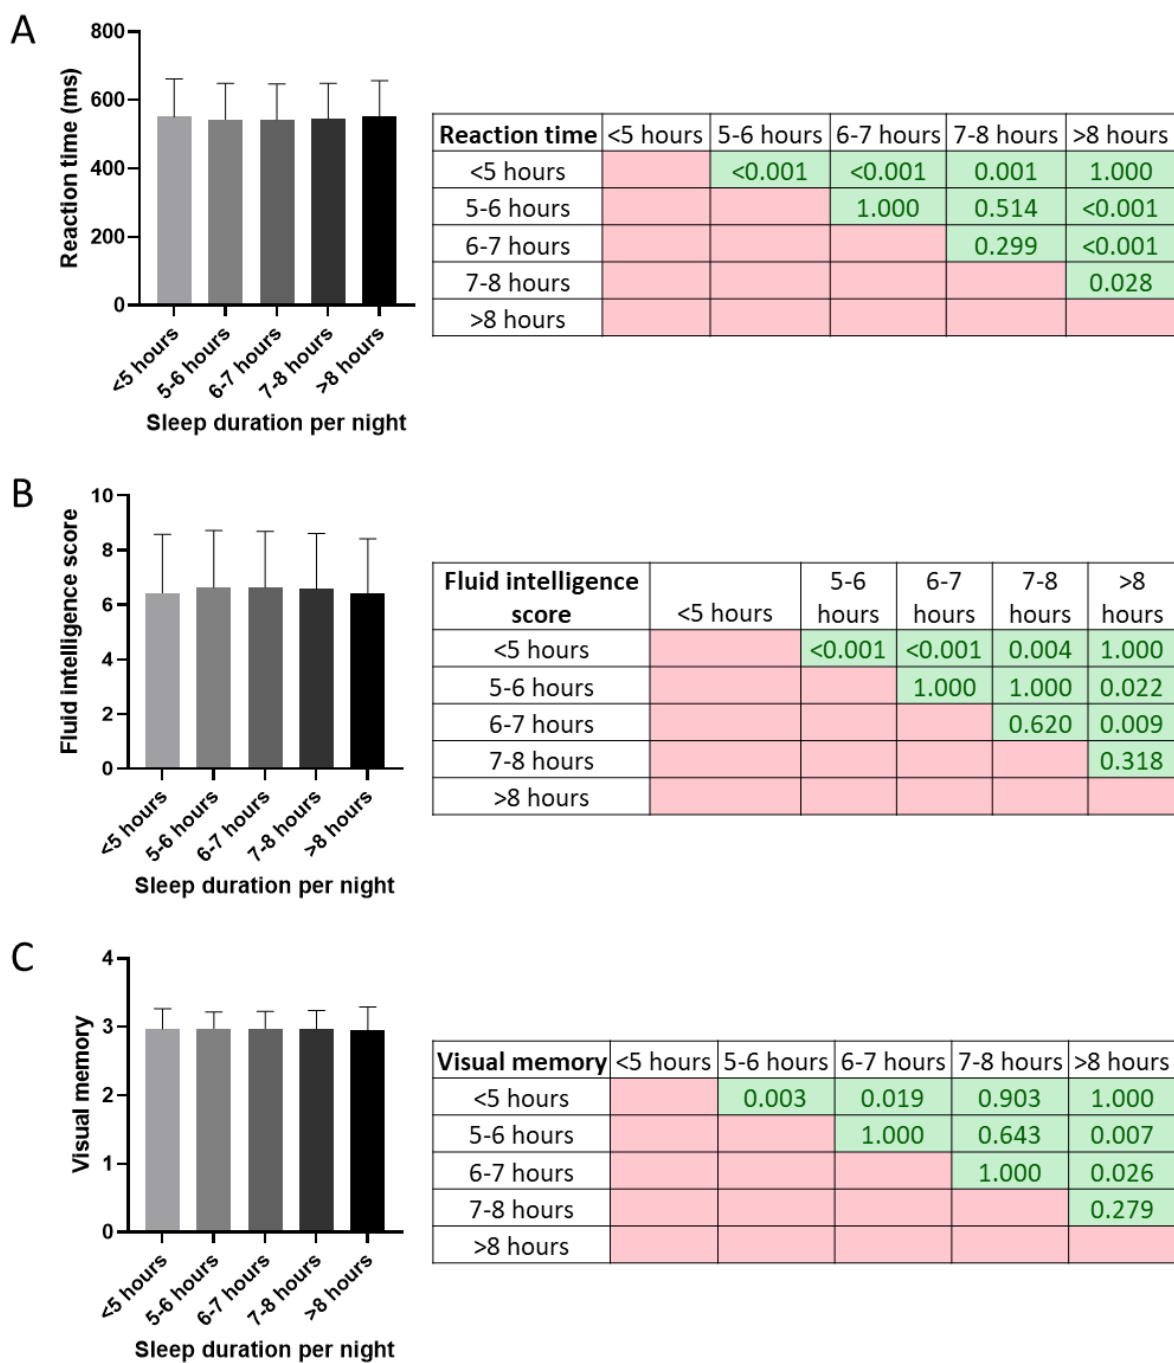 A
800
600
400
200
0
Reaction time (ms)
<5 hours
5-6 hours
6-7 hours
7-8 hours
>8 hours
Sleep duration per night
Reaction time <5 hours 5-6 hours 6-7 hours 7-8 hours >8 hours
<5 hours <0.001 <0.001 0.001 1.000
5-6 hours 1.000 0.514 <0.001
6-7 hours 0.299 <0.001
7-8 hours 0.028
>8 hours
B
10
8
6
4
2
0
Fluid intelligence score
<5 hours
5-6 hours
6-7 hours
7-8 hours
>8 hours
Sleep duration per night
Fluid intelligence 5-6 6-7 7-8 >8
score <5 hours hours hours hours hours
<5 hours <0.001 <0.001 0.004 1.000
5-6 hours 1.000 1.000 0.022
6-7 hours 0.620 0.009
7-8 hours 0.318
>8 hours
C
4
3
2
1
0
Visual memory
<5 hours
5-6 hours
6-7 hours
7-8 hours
>8 hours
Sleep duration per night
Visual memory <5 hours 5-6 hours 6-7 hours 7-8 hours >8 hours
<5 hours 0.003 0.019 0.903 1.000
5-6 hours 1.000 0.643 0.007
6-7 hours 1.000 0.026
7-8 hours 0.279
>8 hours